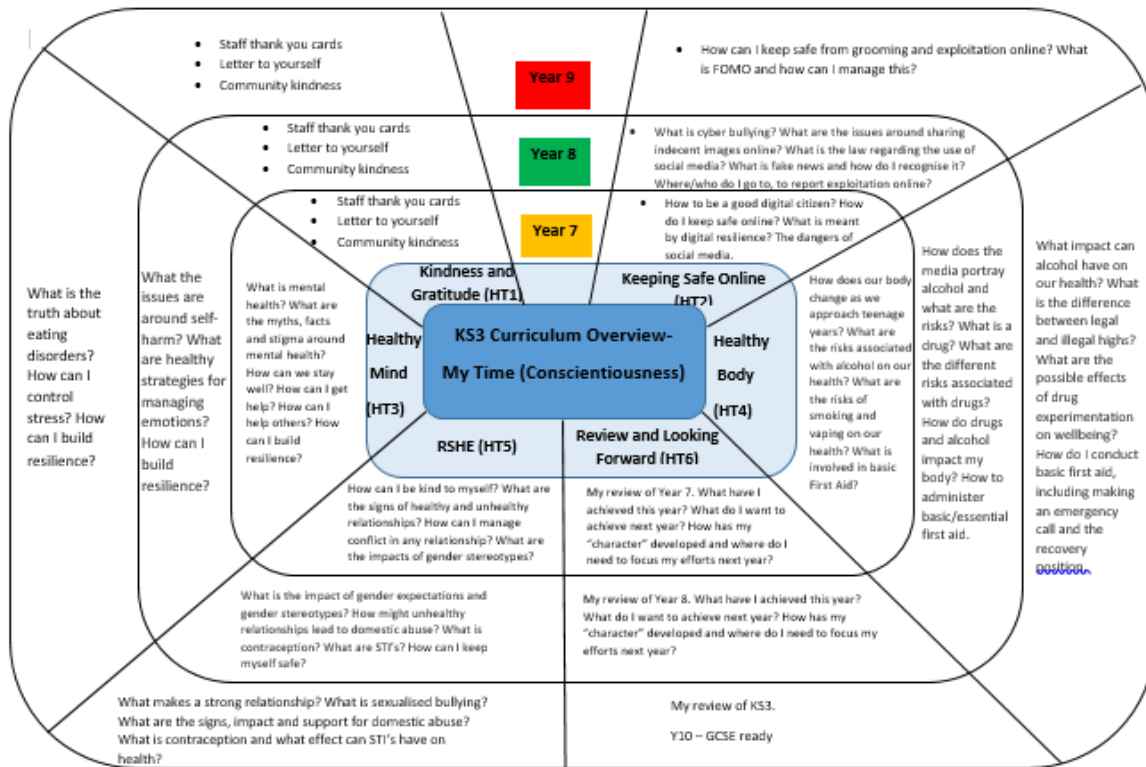 Staff thank you cards
Letter to yourself
Community kindness
Year 9
How can I keep safe from grooming and exploitation online? What
is FOMO and how can I manage this?
Staff thank you cards
Letter to yourself
Community kindness
Year 8
What is cyber bullying? What are the issues around sharing
indecent images online? What is the law regarding the use of
social media? What is fake news and how do I recognise it?
Where/who do I go to, to report exploitation online?
Staff thank you cards
Letter to yourself
Community kindness
Year 7
How to be a good digital citizen? How
do I keep safe online? What is meant
by digital resilience? The dangers of
social media.
Kindness and
Gratitude (HT1)
Keeping Safe Online
(HT2)
KS3 Curriculum Overview-
My Time (Conscientiousness)
Healthy
Mind
(HT3)
Healthy
Body
(HT4)
RSHE (HT5)
Review and Looking
Forward (HT6)
What is the
truth about
eating
disorders?
How can I
control
stress? How
can I build
resilience?
What the
issues are
around self-
harm? What
are healthy
strategies for
managing
emotions?
How can I
build
resilience?
What is mental
health? What are
the myths, facts
and stigma around
mental health?
How can we stay
well? How can I get
help? How can I
help others? How
can I build
resilience?
How does our body
change as we
approach teenage
years? What are
the risks associated
with alcohol on our
health? What are
the risks of
smoking and
vaping on our
health? What is
involved in basic
First Aid?
How does the
media portray
alcohol and
what are the
risks? What is a
drug? What are
the different
risks associated
with drugs?
How do drugs
and alcohol
impact my
body? How to
administer
basic/essential
first aid.
What impact can
alcohol have on
our health? What
is the difference
between legal
and illegal highs?
What are the
possible effects
of drug
experimentation
on wellbeing?
How do I conduct
basic first aid,
including making
an emergency
call and the
recovery
position.
How can I be kind to myself? What are
the signs of healthy and unhealthy
relationships? How can I manage
conflict in any relationship? What are
the impacts of gender stereotypes?
My review of Year 7. What have I
achieved this year? What do I want to
achieve next year? How has my
"character" developed and where do I
need to focus my efforts next year?
What is the impact of gender expectations and
gender stereotypes? How might unhealthy
relationships lead to domestic abuse? What is
contraception? What are STI's? How can I keep
myself safe?
My review of Year 8. What have I achieved this year?
What do I want to achieve next year? How has my
"character" developed and where do I need to focus my
efforts next year?
What makes a strong relationship? What is sexualised bullying?
What are the signs, impact and support for domestic abuse?
What is contraception and what effect can STI's have on
health?
My review of KS3.
Y10 – GCSE ready